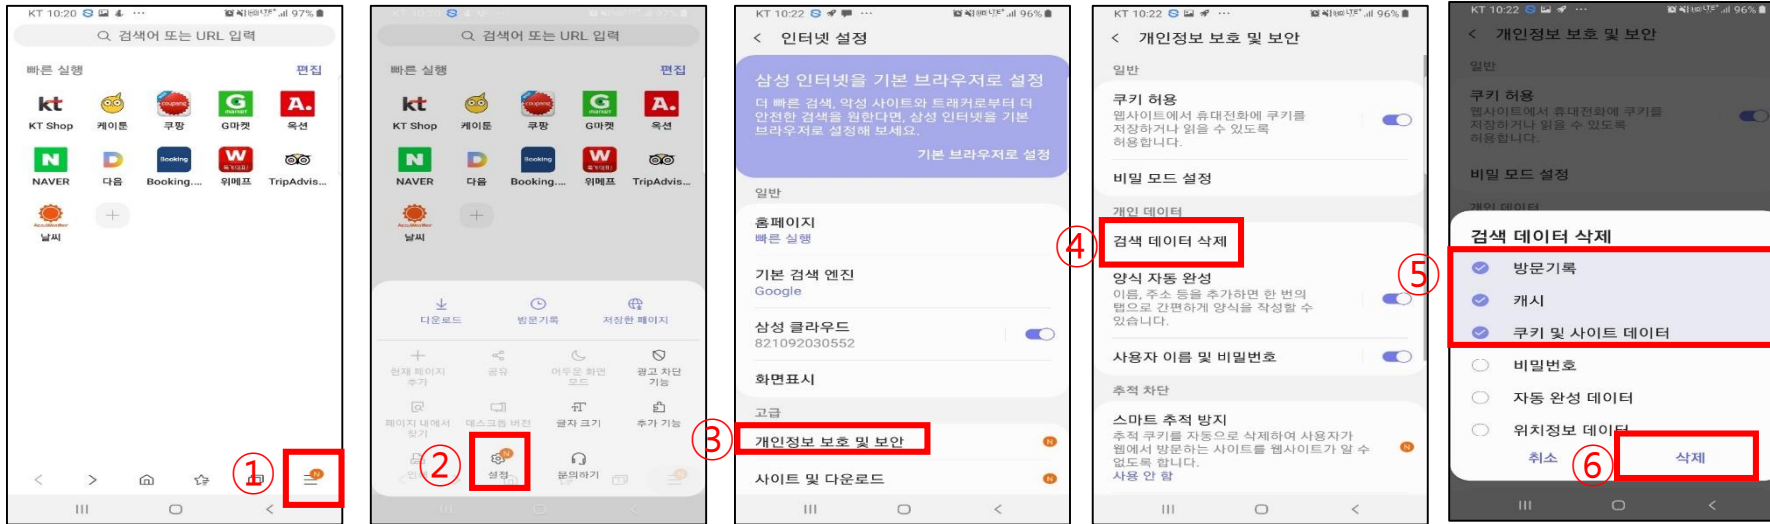 KT 10:20
97%
검색어 또는 URL 입력
빠른 실행
편집
kt
coupang
G
market
A.
KT Shop
케이툰
쿠팡
G마켓
옥션
N
D
Booking
W
NAVER
다음
Booking....
위메프
TripAdvis...
AccuWeather
날씨
N
①
KT 10:20
97%
검색어 또는 URL 입력
빠른 실행
편집
kt
coupang
G
market
A.
KT Shop
케이툰
쿠팡
G마켓
옥션
N
D
Booking
W
NAVER
다음
Booking....
위메프
TripAdvis...
날씨
다운로드
방문기록
저장한 페이지
현재 페이지
추가
공유
어두운 화면
모드
광고 차단
기능
페이지 내에서
찾기
데스크톱 버전
글자 크기
추가 기능
②
N
설정
문의하기
KT 10:22
96%
인터넷 설정
삼성 인터넷을 기본 브라우저로 설정
더 빠른 검색, 악성 사이트와 트래커로부터 더
안전한 검색을 원한다면, 삼성 인터넷을 기본
브라우저로 설정해 보세요.
기본 브라우저로 설정
일반
홈페이지
빠른 실행
기본 검색 엔진
Google
삼성 클라우드
821092030552
화면표시
고급
③
개인정보 보호 및 보안
N
사이트 및 다운로드
N
KT 10:22
96%
개인정보 보호 및 보안
일반
쿠키 허용
웹사이트에서 휴대전화에 쿠키를
저장하거나 읽을 수 있도록
허용합니다.
비밀 모드 설정
개인 데이터
④
검색 데이터 삭제
양식 자동 완성
이름, 주소 등을 추가하면 한 번의
탭으로 간편하게 양식을 작성할 수
있습니다.
사용자 이름 및 비밀번호
추적 차단
스마트 추적 방지
추적 쿠키를 자동으로 삭제하여 사용자가
웹에서 방문하는 사이트를 웹사이트가 알 수
없도록 합니다.
사용 안 함
N
KT 10:22
96%
개인정보 보호 및 보안
일반
쿠키 허용
웹사이트에서 휴대전화에 쿠키를
저장하거나 읽을 수 있도록
허용합니다.
비밀 모드 설정
개인 데이터
검색 데이터 삭제
⑤
방문기록
캐시
쿠키 및 사이트 데이터
비밀번호
자동 완성 데이터
위치정보 데이터
취소
⑥
삭제